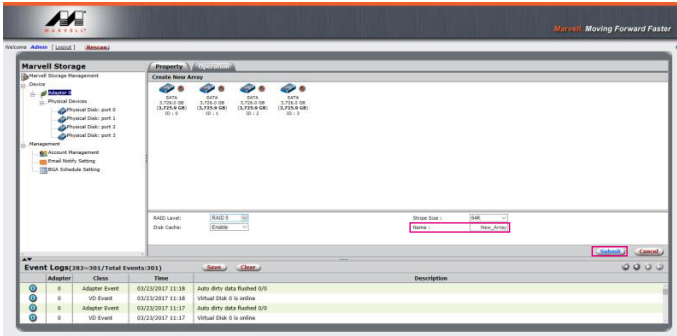 MARVELL
Marvell. Moving Forward Faster
Welcome Admin [ Logout ] Rescan
Marvell Storage
Marvell Storage Management
Device
Adapter 0
Physical Devices
Physical Disk: port 0
Physical Disk: port 1
Physical Disk: port 2
Physical Disk: port 3
Management
Account Management
Email Notify Setting
BGA Schedule Setting
Property Operation
Create New Array
SATA SATA SATA SATA
3,726.0 GB 3,726.0 GB 3,726.0 GB 3,726.0 GB
(3,725.9 GB) (3,725.9 GB) (3,725.9 GB) (3,725.9 GB)
ID : 0 ID : 1 ID : 2 ID : 3
RAID Level: RAID 5 Stripe Size : 64K
Disk Cache: Enable Name : New_Array
Submit Cancel
Event Logs(282~301/Total Events:301) Save Clear
Adapter Class Time Description
0 Adapter Event 03/23/2017 11:18 Auto dirty data flushed 0/0
0 VD Event 03/23/2017 11:18 Virtual Disk 0 is online
0 Adapter Event 03/23/2017 11:17 Auto dirty data flushed 0/0
0 VD Event 03/23/2017 11:17 Virtual Disk 0 is online